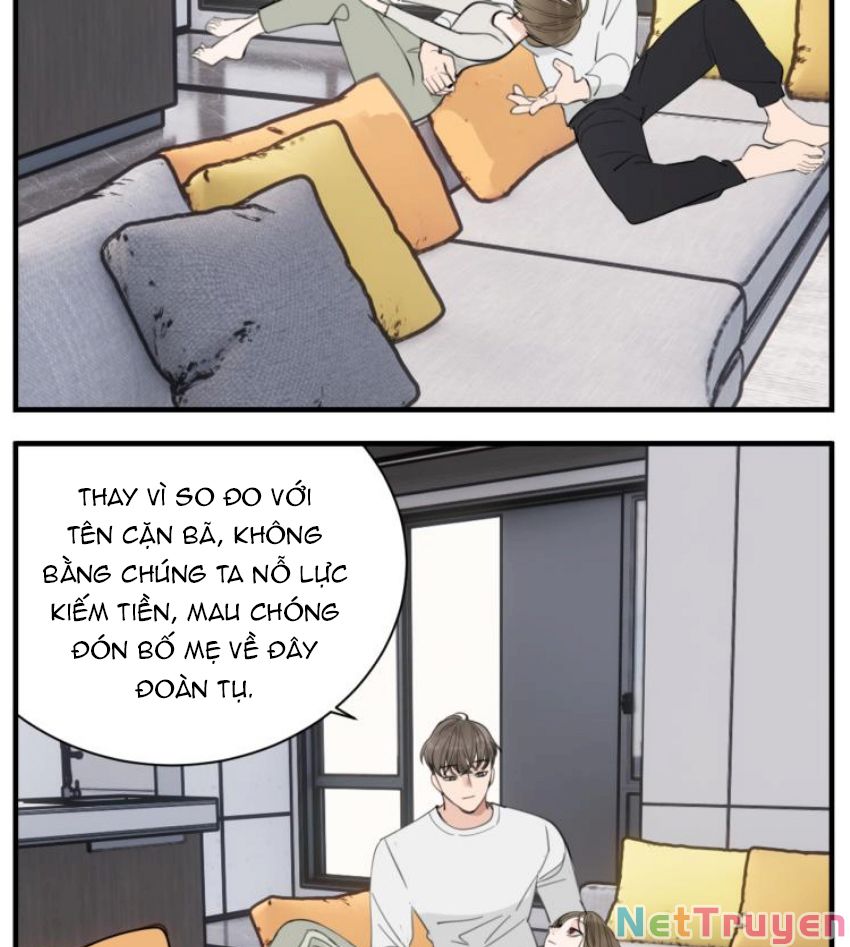 THAY VÌ SO ĐO VỚI
TÊN CẶN BÃ, KHÔNG
BẰNG CHÚNG TA NỖ LỰC
KIẾM TIỀN, MAU CHÓNG
ĐÓN BỐ MẸ VỀ ĐÂY
ĐOÀN TỤ.
NETTRUYEN